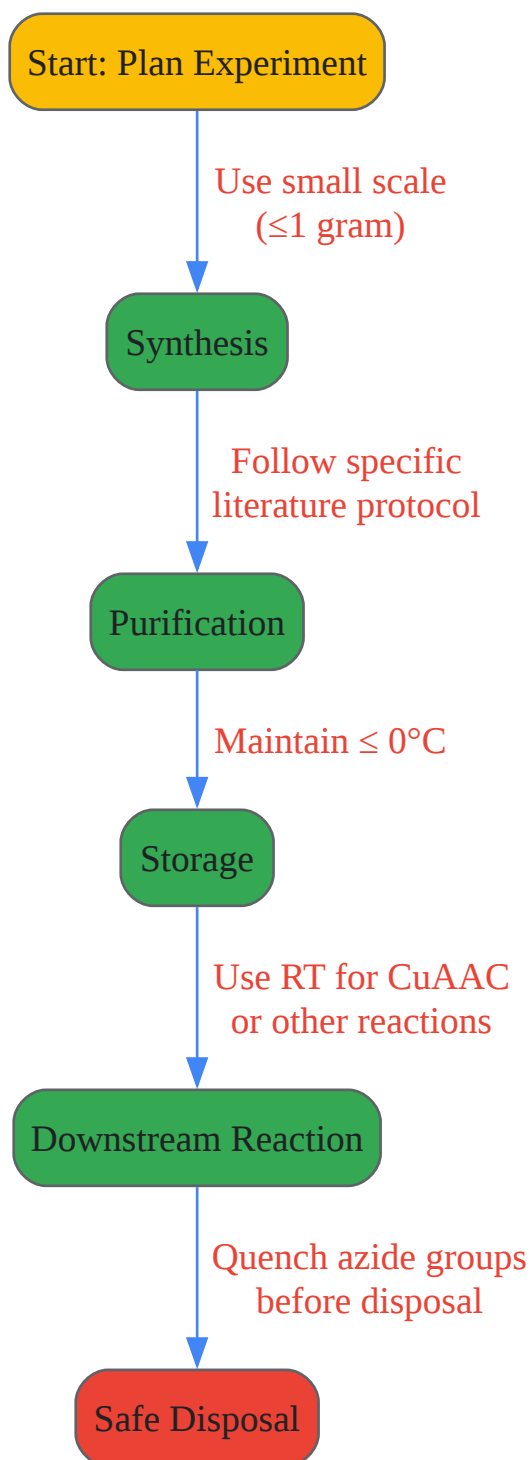 Start: Plan Experiment
Use small scale
(≤1 gram)
Synthesis
Follow specific
literature protocol
Purification
Maintain ≤ 0°C
Storage
Use RT for CuAAC
or other reactions
Downstream Reaction
Quench azide groups
before disposal
Safe Disposal